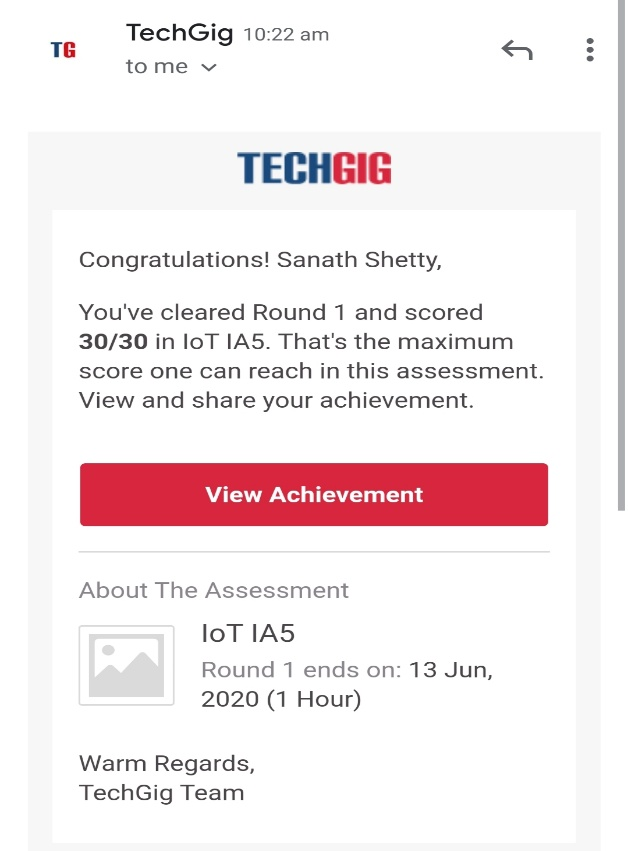 TG
TechGig 10:22 am
to me
TECHGIG
Congratulations! Sanath Shetty,
You've cleared Round 1 and scored
30/30 in IoT IA5. That's the maximum
score one can reach in this assessment.
View and share your achievement.
View Achievement
About The Assessment
IoT IA5
Round 1 ends on: 13 Jun,
2020 (1 Hour)
Warm Regards,
TechGig Team